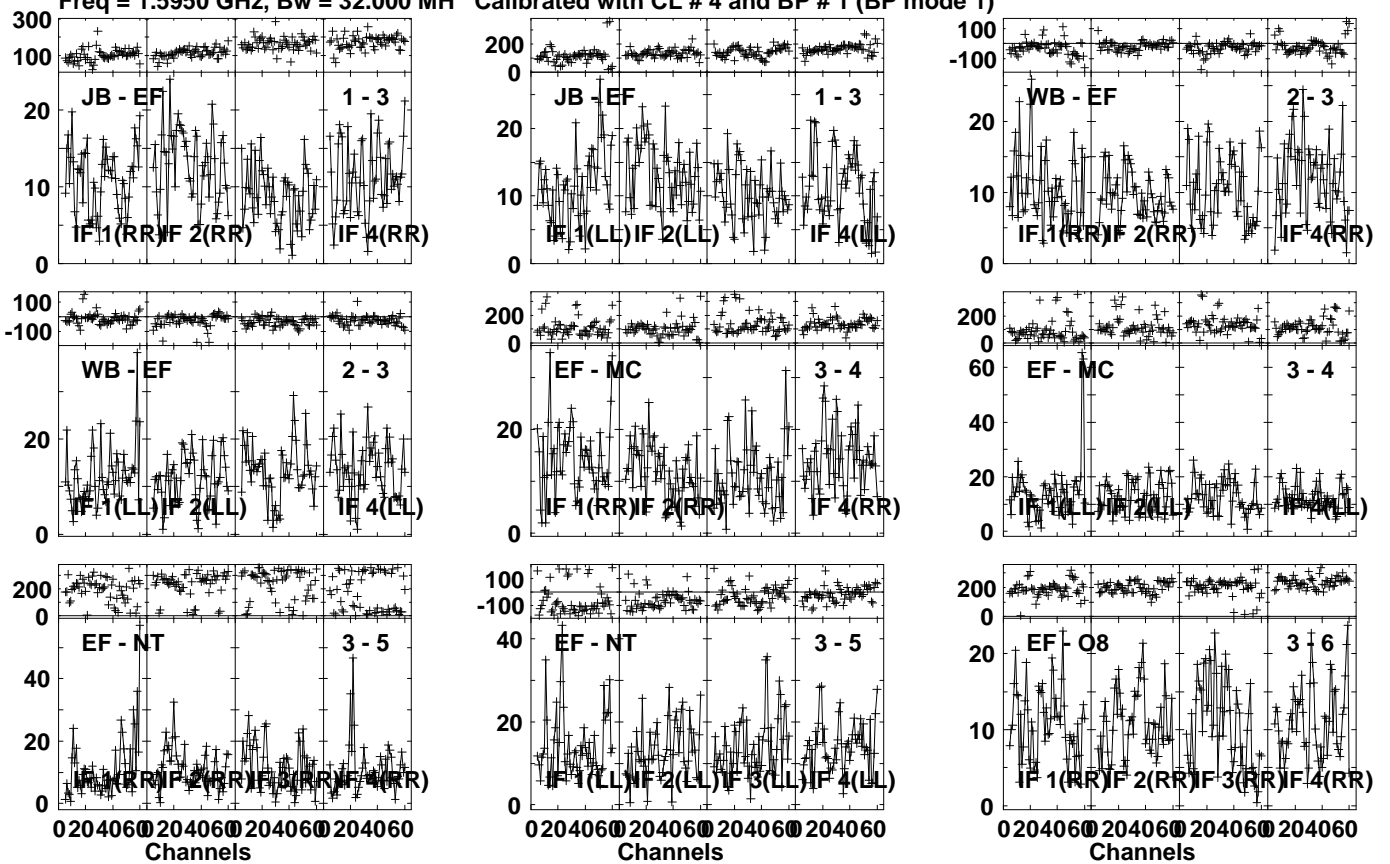 Freq = 1.5950 GHz, Bw = 32.000 MH Calibrated with CL # 4 and BP # 1 (BP mode 1)
300
100
20
10
0
JB - EF 1 - 3
IF 1(RR) IF 2(RR) IF 4(RR)
200
0
20
10
0
JB - EF 1 - 3
IF 1(LL) IF 2(LL) IF 4(LL)
100
-100
20
10
0
WB - EF 2 - 3
IF 1(RR) IF 2(RR) IF 4(RR)
100
-100
20
0
WB - EF 2 - 3
IF 1(LL) IF 2(LL) IF 4(LL)
200
0
20
0
EF - MC 3 - 4
IF 1(RR) IF 2(RR) IF 4(RR)
200
0
60
40
20
0
EF - MC 3 - 4
IF 1(LL) IF 2(LL) IF 4(LL)
200
0
40
20
0
EF - NT 3 - 5
IF 1(RR) IF 2(RR) IF 3(RR) IF 4(RR)
0 20 40 60 0 20 40 60 0 20 40 60 0 20 40 60
Channels
100
-100
40
20
0
EF - NT 3 - 5
IF 1(LL) IF 2(LL) IF 3(LL) IF 4(LL)
0 20 40 60 0 20 40 60 0 20 40 60 0 20 40 60
Channels
200
0
20
10
0
EF - O8 3 - 6
IF 1(RR) IF 2(RR) IF 3(RR) IF 4(RR)
0 20 40 60 0 20 40 60 0 20 40 60 0 20 40 60
Channels